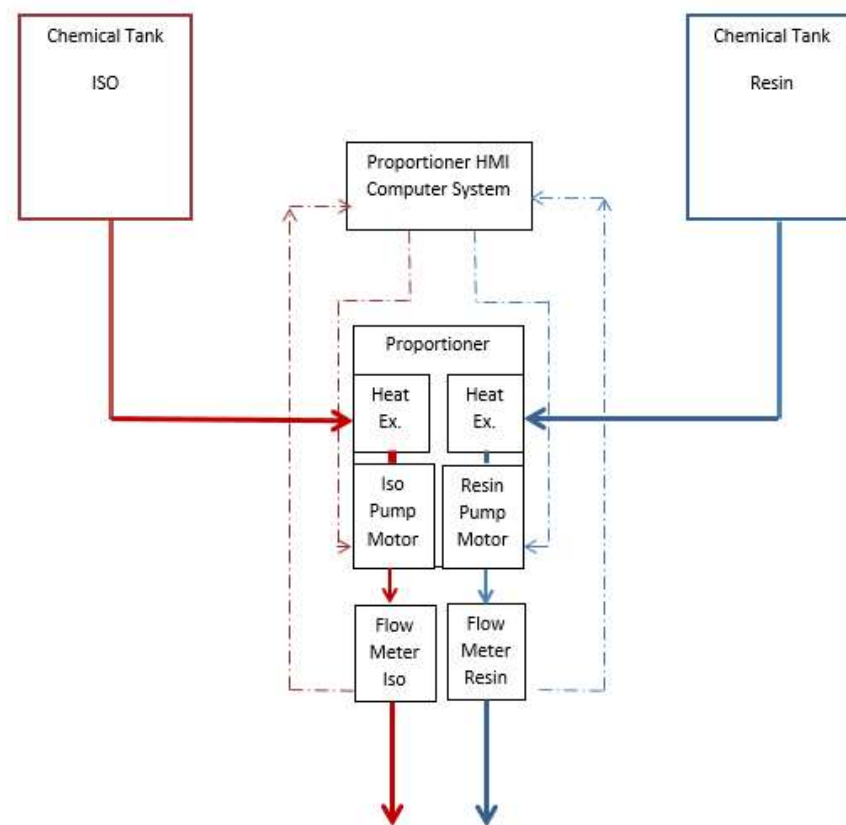 Chemical Tank
ISO
Chemical Tank
Resin
Proportioner HMI
Computer System
Proportioner
Heat
Ex.
Heat
Ex.
Iso
Pump
Motor
Resin
Pump
Motor
Flow
Meter
Iso
Flow
Meter
Resin